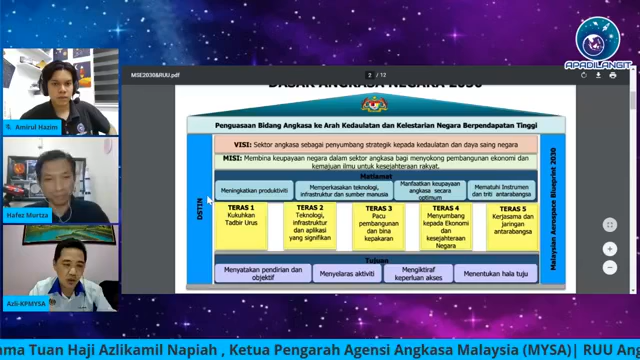 APADILANGIT
MSE2030&RUU.pdf
2 / 12
DASAR ANGKASA NEGARA 2030
Penguasaan Bidang Angkasa ke Arah Kedaulatan dan Kelestarian Negara Berpendapatan Tinggi
VISI: Sektor angkasa sebagai penyumbang strategik kepada kedaulatan dan daya saing negara
MISI: Membina keupayaan negara dalam sektor angkasa bagi menyokong pembangunan ekonomi dan
kemajuan ilmu untuk kesejahteraan rakyat.
Matlamat
Meningkatkan produktiviti
Memperkasakan teknologi,
infrastruktur dan sumber manusia
Manfaatkan keupayaan
angkasa secara
optimum
Mematuhi Instrumen
dan triti antarabangsa
DSTIN
Malaysian Aerospace Blueprint 2030
TERAS 1
Kukuhkan
Tadbir Urus
TERAS 2
Teknologi,
infrastruktur
dan aplikasi
yang signifikan
TERAS 3
Pacu
pembangunan
dan bina
kepakaran
TERAS 4
Menyumbang
kepada Ekonomi
dan
kesejahteraan
Negara
TERAS 5
Kerjasama dan
jaringan
antarabangsa
Tujuan
Menyatakan pendirian dan
objektif
Menyelaras aktiviti
Mengiktiraf
keperluan akses
Menentukan hala tuju
Amirul Hazim
Hafez Murtza
Azli-KPMYSA
ama Tuan Haji Azlikamil Napiah , Ketua Pengarah Agensi Angkasa Malaysia (MYSA)| RUU An